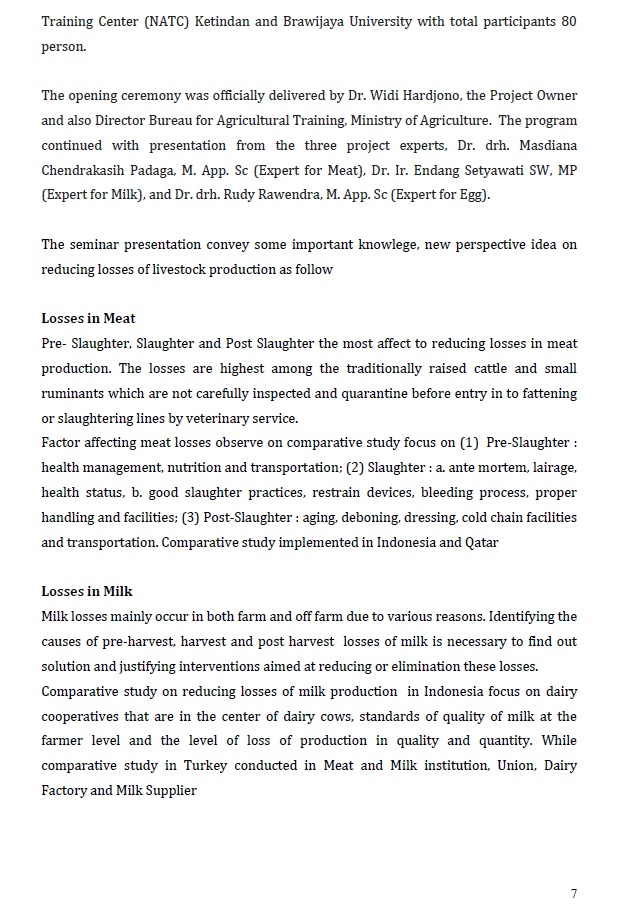 Training Center (NATC) Ketindan and Brawijaya University with total participants 80
person.
The opening ceremony was officially delivered by Dr. Widi Hardjono, the Project Owner
and also Director Bureau for Agricultural Training, Ministry of Agriculture. The program
continued with presentation from the three project experts, Dr. drh. Masdiana
Chendrakasih Padaga, M. App. Sc (Expert for Meat), Dr. Ir. Endang Setyawati SW, MP
(Expert for Milk), and Dr. drh. Rudy Rawendra, M. App. Sc (Expert for Egg).
The seminar presentation convey some important knowlege, new perspective idea on
reducing losses of livestock production as follow
Losses in Meat
Pre- Slaughter, Slaughter and Post Slaughter the most affect to reducing losses in meat
production. The losses are highest among the traditionally raised cattle and small
ruminants which are not carefully inspected and quarantine before entry in to fattening
or slaughtering lines by veterinary service.
Factor affecting meat losses observe on comparative study focus on (1) Pre-Slaughter :
health management, nutrition and transportation; (2) Slaughter : a. ante mortem, lairage,
health status, b. good slaughter practices, restrain devices, bleeding process, proper
handling and facilities; (3) Post-Slaughter : aging, deboning, dressing, cold chain facilities
and transportation. Comparative study implemented in Indonesia and Qatar
Losses in Milk
Milk losses mainly occur in both farm and off farm due to various reasons. Identifying the
causes of pre-harvest, harvest and post harvest losses of milk is necessary to find out
solution and justifying interventions aimed at reducing or elimination these losses.
Comparative study on reducing losses of milk production in Indonesia focus on dairy
cooperatives that are in the center of dairy cows, standards of quality of milk at the
farmer level and the level of loss of production in quality and quantity. While
comparative study in Turkey conducted in Meat and Milk institution, Union, Dairy
Factory and Milk Supplier
7